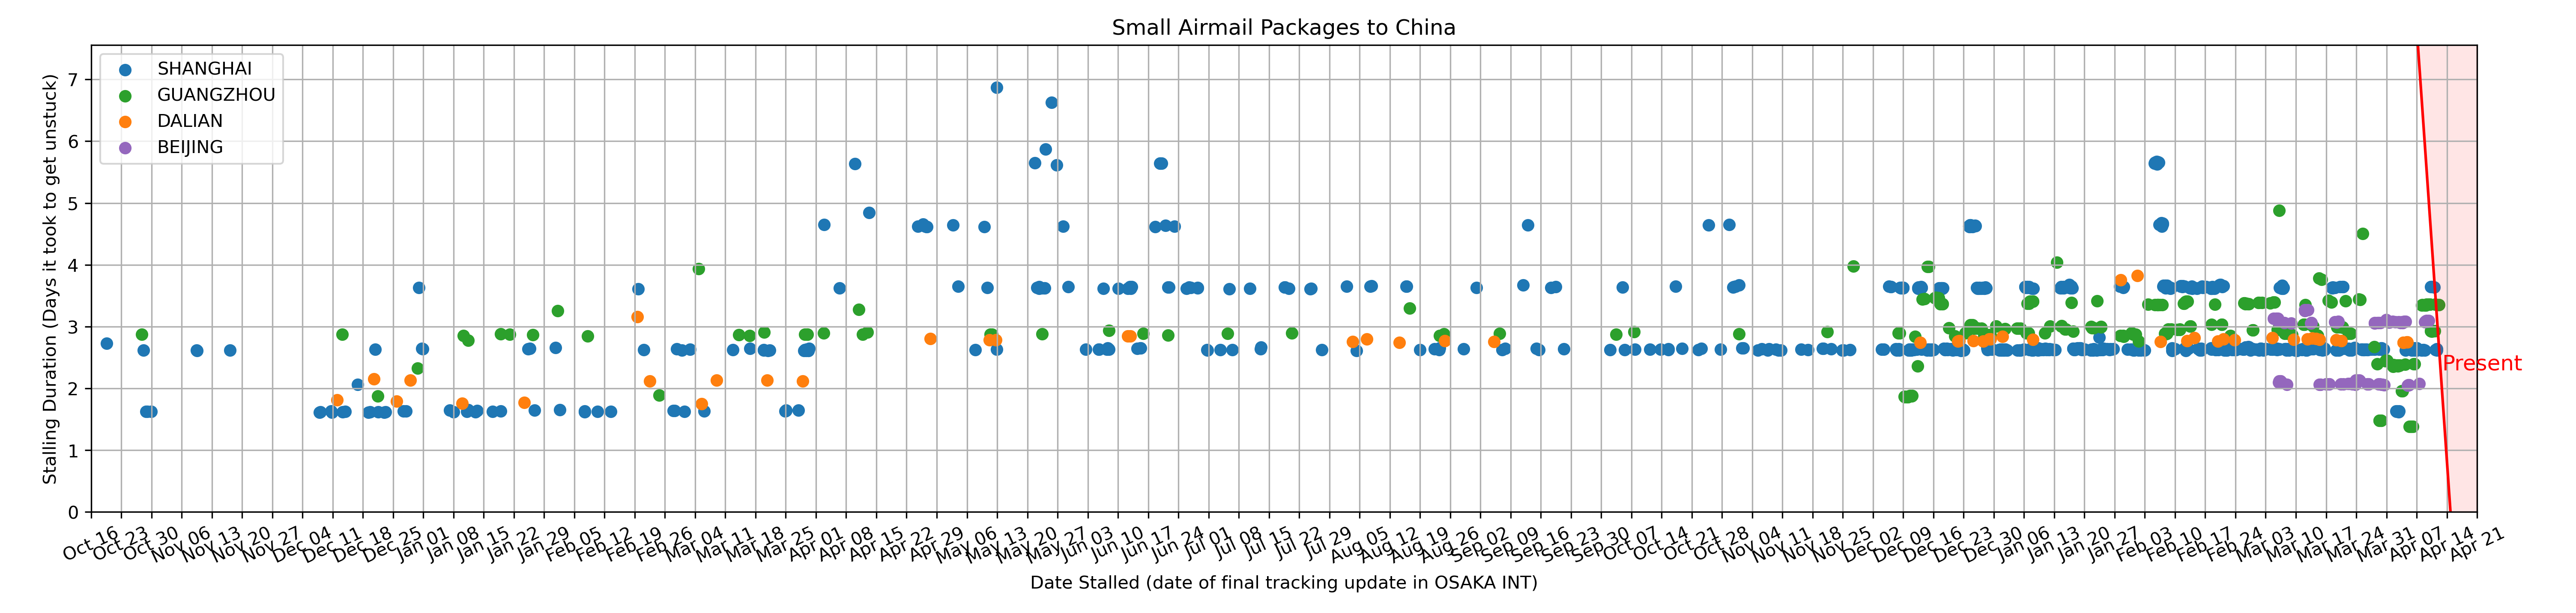 Small Airmail Packages to China
SHANGHAI
GUANGZHOU
DALIAN
BEIJING
Stalling Duration (Days it took to get unstuck)
7
6
5
4
3
2
1
0
Present
Oct 16
Oct 23
Oct 30
Nov 06
Nov 13
Nov 20
Nov 27
Dec 04
Dec 11
Dec 18
Dec 25
Jan 01
Jan 08
Jan 15
Jan 22
Jan 29
Feb 05
Feb 12
Feb 19
Feb 26
Mar 04
Mar 11
Mar 18
Mar 25
Apr 01
Apr 08
Apr 15
Apr 22
Apr 29
May 06
May 13
May 20
May 27
Jun 03
Jun 10
Jun 17
Jun 24
Jul 01
Jul 08
Jul 15
Jul 22
Jul 29
Aug 05
Aug 12
Aug 19
Aug 26
Sep 02
Sep 09
Sep 16
Sep 23
Sep 30
Oct 07
Oct 14
Oct 21
Oct 28
Nov 04
Nov 11
Nov 18
Nov 25
Dec 02
Dec 09
Dec 16
Dec 23
Dec 30
Jan 06
Jan 13
Jan 20
Jan 27
Feb 03
Feb 10
Feb 17
Feb 24
Mar 03
Mar 10
Mar 17
Mar 24
Mar 31
Apr 07
Apr 14
Apr 21
Date Stalled (date of final tracking update in OSAKA INT)